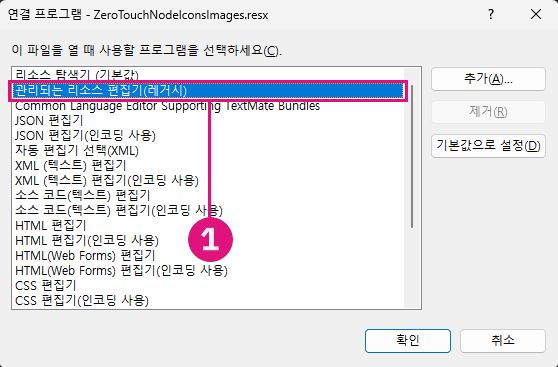 연결 프로그램 - ZeroTouchNodeIconsImages.resx
이 파일을 열 때 사용할 프로그램을 선택하세요(C).
리소스 탐색기 (기본값)
관리되는 리소스 편집기(레거시)
Common Language Editor Supporting TextMate Bundles
JSON 편집기
JSON 편집기(인코딩 사용)
자동 편집기 선택(XML)
XML (텍스트) 편집기
XML (텍스트) 편집기(인코딩 사용)
소스 코드(텍스트) 편집기
소스 코드(텍스트) 편집기(인코딩 사용)
HTML 편집기
HTML 편집기(인코딩 사용)
HTML(Web Forms) 편집기
HTML(Web Forms) 편집기(인코딩 사용)
CSS 편집기
CSS 편집기(인코딩 사용)
1
추가(A)...
제거(R)
기본값으로 설정(D)
확인
취소